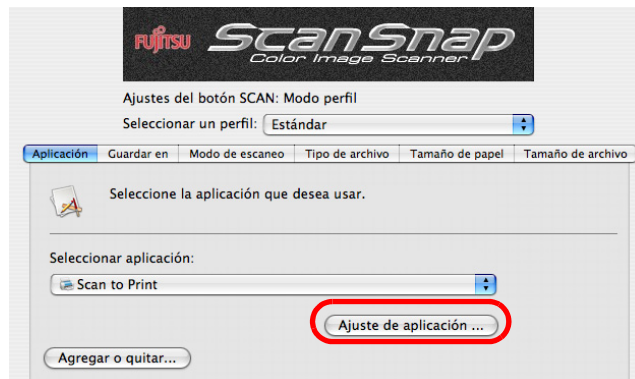 FUJITSU ScanSnap
Color Image Scanner
Ajustes del botón SCAN: Modo perfil
Seleccionar un perfil: Estándar
Aplicación Guardar en Modo de escaneo Tipo de archivo Tamaño de papel Tamaño de archivo
Seleccione la aplicación que desea usar.
Seleccionar aplicación:
Scan to Print
Ajuste de aplicación ...
Agregar o quitar...